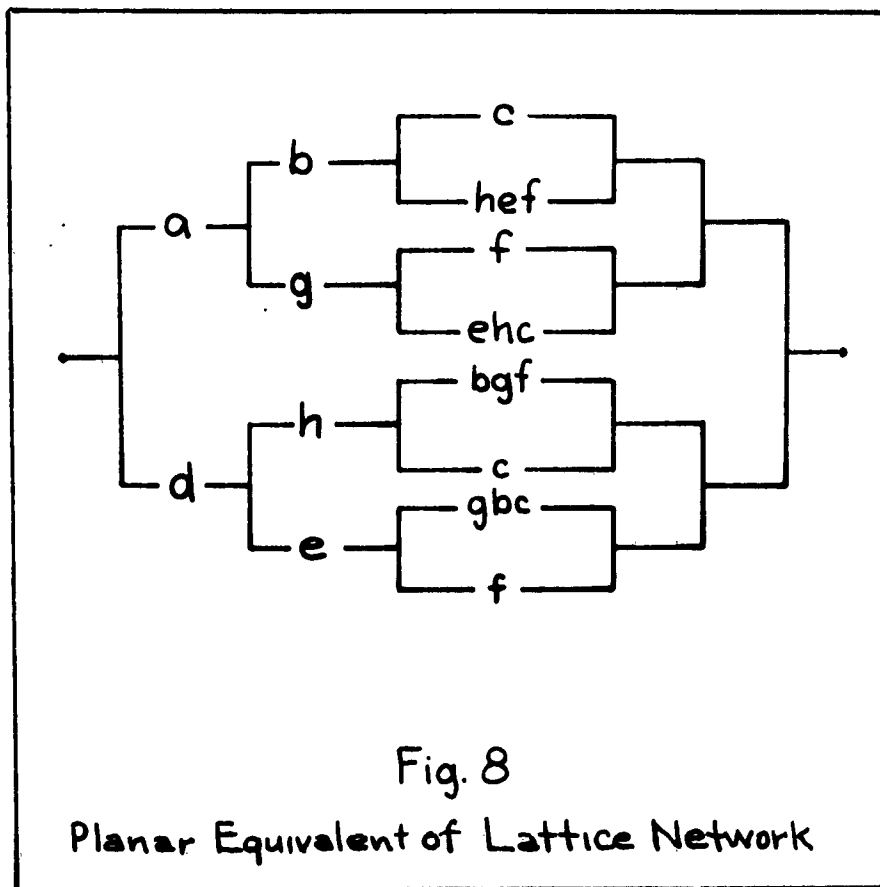 c
b
hef
a
f
g
ehc
bgf
h
c
d
gbc
e
f
Fig. 8
Planar Equivalent of Lattice Network